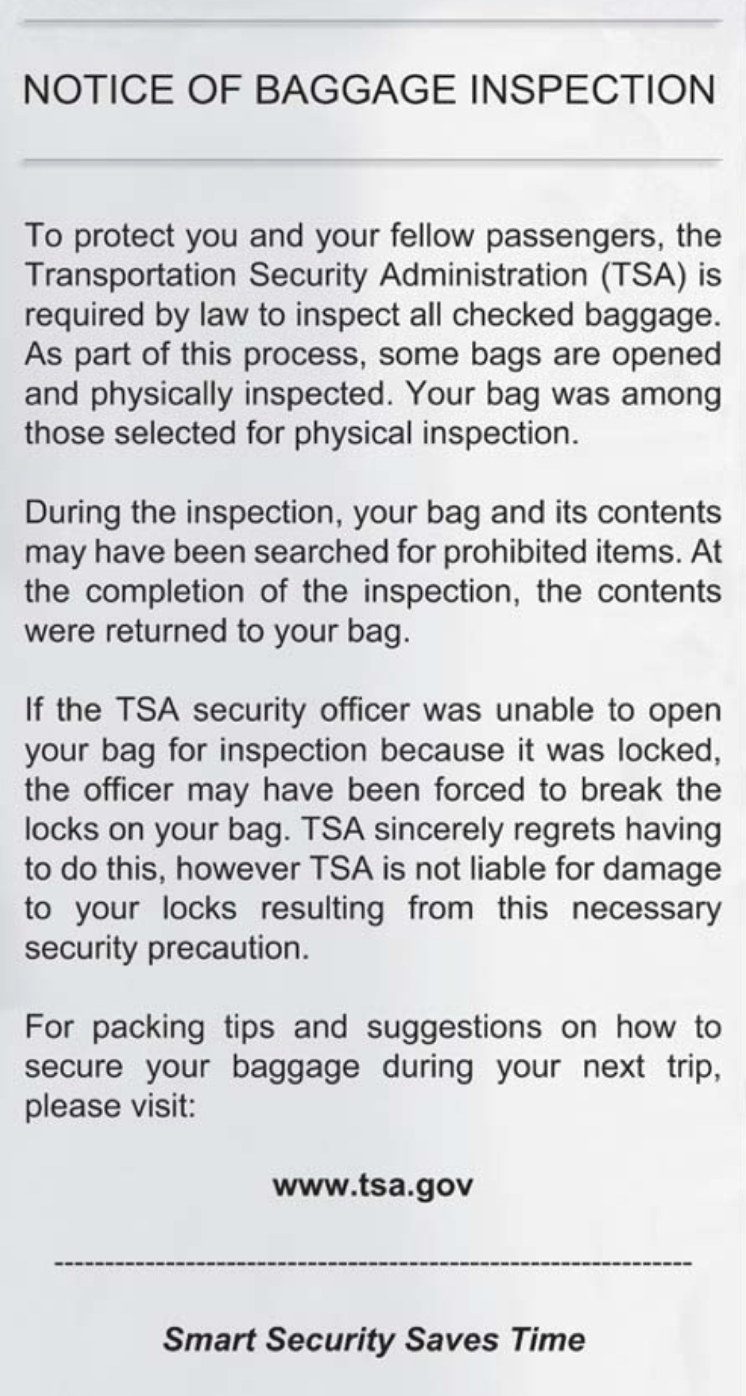 NOTICE OF BAGGAGE INSPECTION
To protect you and your fellow passengers, the
Transportation Security Administration (TSA) is
required by law to inspect all checked baggage.
As part of this process, some bags are opened
and physically inspected. Your bag was among
those selected for physical inspection.
During the inspection, your bag and its contents
may have been searched for prohibited items. At
the completion of the inspection, the contents
were returned to your bag.
If the TSA security officer was unable to open
your bag for inspection because it was locked,
the officer may have been forced to break the
locks on your bag. TSA sincerely regrets having
to do this, however TSA is not liable for damage
to your locks resulting from this necessary
security precaution.
For packing tips and suggestions on how to
secure your baggage during your next trip,
please visit:
www.tsa.gov
----------------------------------------------------------------
Smart Security Saves Time